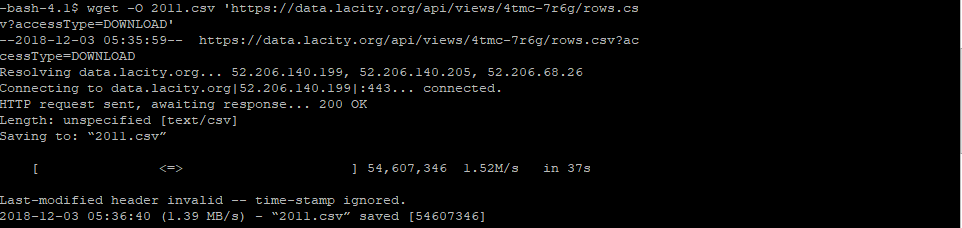 -bash-4.1$ wget -O 2011.csv 'https://data.lacity.org/api/views/4tmc-7r6g/rows.cs
v?accessType=DOWNLOAD'
--2018-12-03 05:35:59--  https://data.lacity.org/api/views/4tmc-7r6g/rows.csv?ac
cessType=DOWNLOAD
Resolving data.lacity.org... 52.206.140.199, 52.206.140.205, 52.206.68.26
Connecting to data.lacity.org|52.206.140.199|:443... connected.
HTTP request sent, awaiting response... 200 OK
Length: unspecified [text/csv]
Saving to: “2011.csv”
[ <=> ] 54,607,346 1.52M/s in 37s
Last-modified header invalid -- time-stamp ignored.
2018-12-03 05:36:40 (1.39 MB/s) - “2011.csv” saved [54607346]